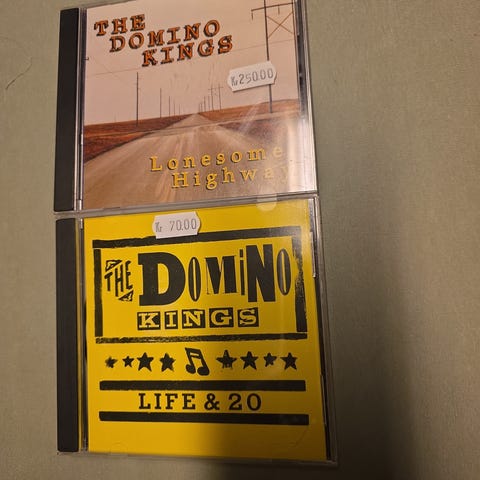 THE
DOMINO
KINGS
Kr 250.00
Lonesome
Highway
Kr 70.00
THE DOMiNO
KINGS
LIFE & 20